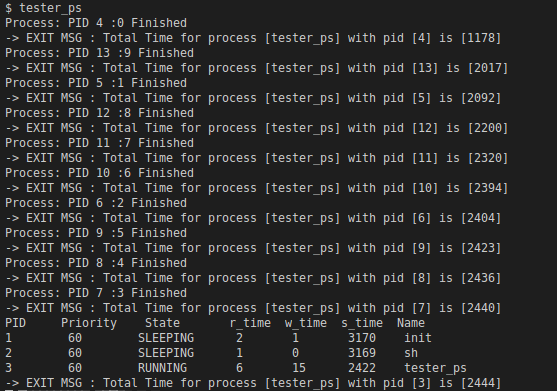 $ tester_ps
Process: PID 4 :0 Finished
-> EXIT MSG : Total Time for process [tester_ps] with pid [4] is [1178]
Process: PID 13 :9 Finished
-> EXIT MSG : Total Time for process [tester_ps] with pid [13] is [2017]
Process: PID 5 :1 Finished
-> EXIT MSG : Total Time for process [tester_ps] with pid [5] is [2092]
Process: PID 12 :8 Finished
-> EXIT MSG : Total Time for process [tester_ps] with pid [12] is [2200]
Process: PID 11 :7 Finished
-> EXIT MSG : Total Time for process [tester_ps] with pid [11] is [2320]
Process: PID 10 :6 Finished
-> EXIT MSG : Total Time for process [tester_ps] with pid [10] is [2394]
Process: PID 6 :2 Finished
-> EXIT MSG : Total Time for process [tester_ps] with pid [6] is [2404]
Process: PID 9 :5 Finished
-> EXIT MSG : Total Time for process [tester_ps] with pid [9] is [2423]
Process: PID 8 :4 Finished
-> EXIT MSG : Total Time for process [tester_ps] with pid [8] is [2436]
Process: PID 7 :3 Finished
-> EXIT MSG : Total Time for process [tester_ps] with pid [7] is [2440]
PID Priority State r_time w_time s_time Name
1 60 SLEEPING 2 1 3170 init
2 60 SLEEPING 1 0 3169 sh
3 60 RUNNING 6 15 2422 tester_ps
-> EXIT MSG : Total Time for process [tester_ps] with pid [3] is [2444]